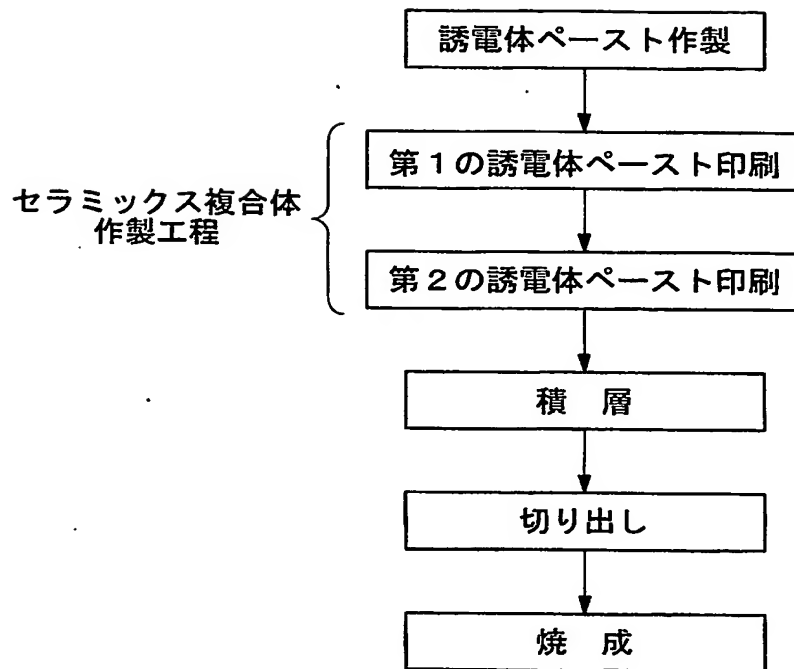 誘電体ペースト作製
第1の誘電体ペースト印刷
セラミックス複合体
作製工程
第2の誘電体ペースト印刷
積 層
切り出し
焼 成